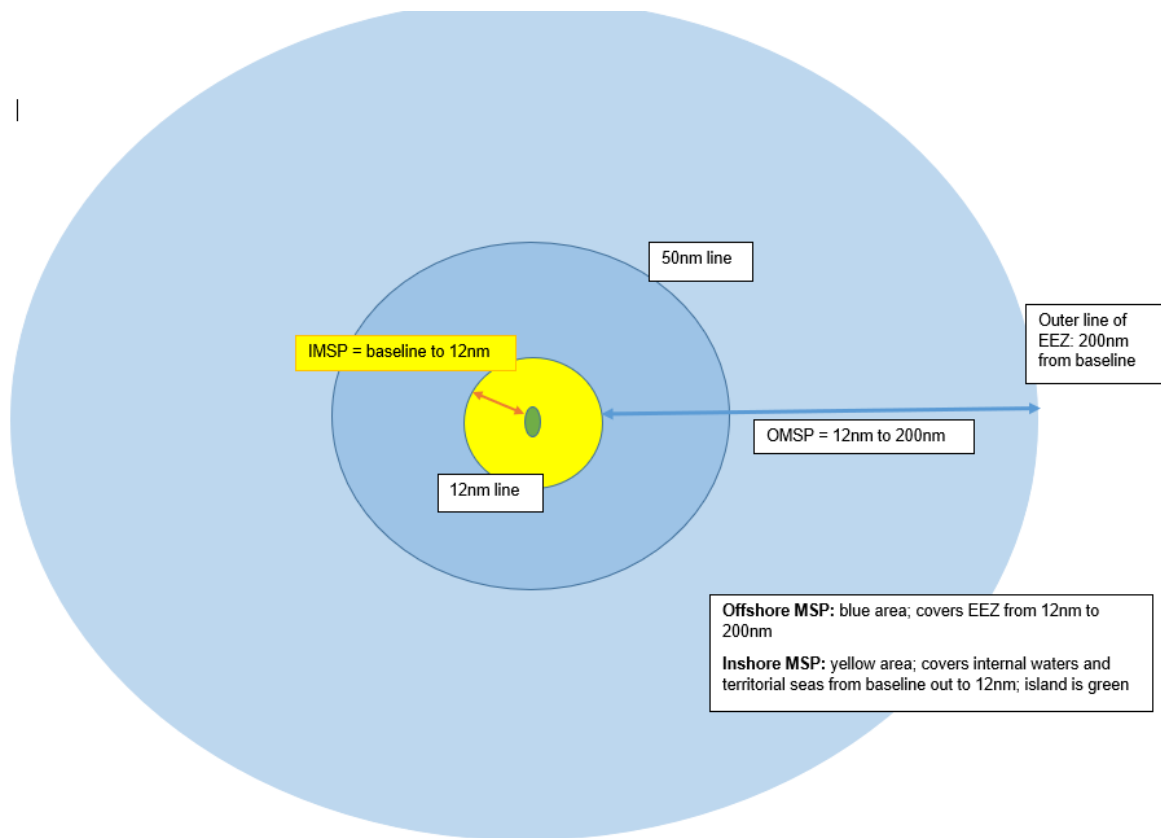 50nm line
Outer line of
EEZ: 200nm
from baseline
IMSP = baseline to 12nm
OMSP = 12nm to 200nm
12nm line
Offshore MSP: blue area; covers EEZ from 12nm to
200nm
Inshore MSP: yellow area; covers internal waters and
territorial seas from baseline out to 12nm; island is green